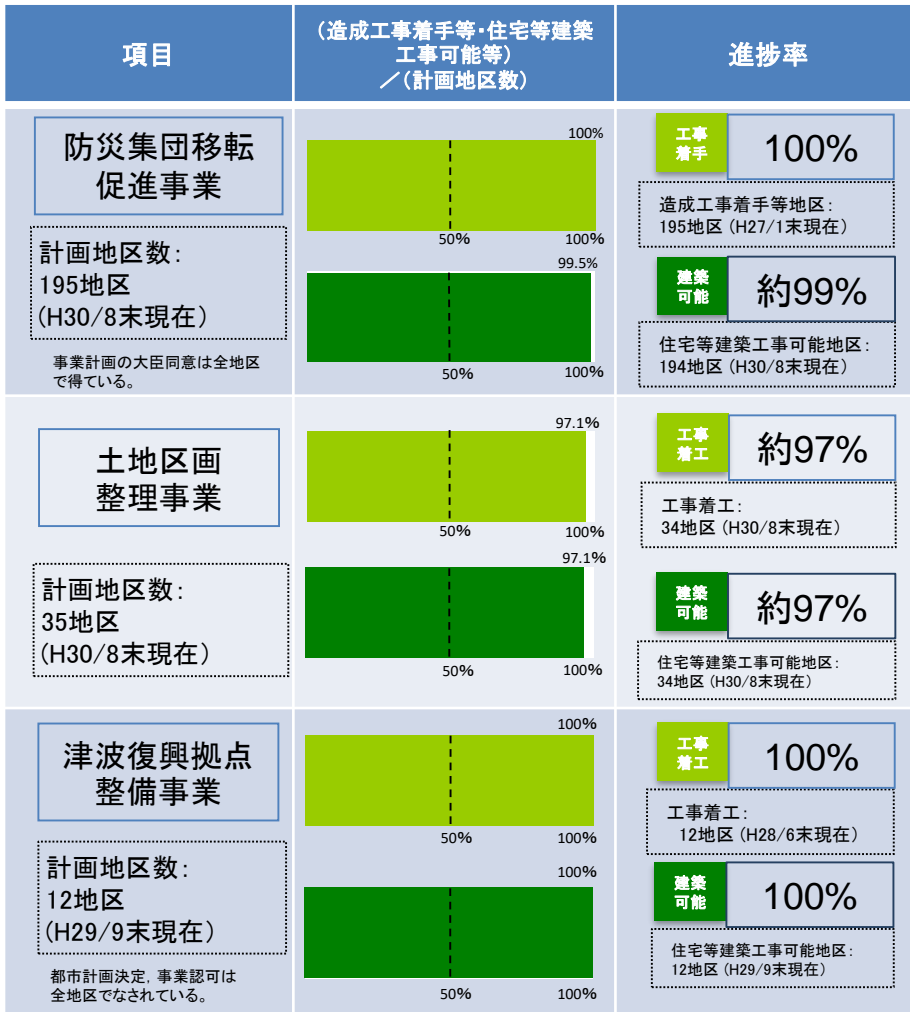 項目
(造成工事着手等・住宅等建築
工事可能等)
／(計画地区数)
進捗率
防災集団移転
促進事業
計画地区数：
195地区
(H30/8末現在)
事業計画の大臣同意は全地区
で得ている。
100%
50%
100%
99.5%
50%
100%
工事
着手
100%
造成工事着手等地区：
195地区 (H27/1末現在)
建築
可能
約99%
住宅等建築工事可能地区：
194地区 (H30/8末現在)
土地区画
整理事業
計画地区数：
35地区
(H30/8末現在)
97.1%
50%
100%
97.1%
50%
100%
工事
着工
約97%
工事着工：
34地区 (H30/8末現在)
建築
可能
約97%
住宅等建築工事可能地区：
34地区 (H30/8末現在)
津波復興拠点
整備事業
計画地区数：
12地区
(H29/9末現在)
都市計画決定，事業認可は
全地区でなされている。
100%
50%
100%
100%
50%
100%
工事
着工
100%
工事着工：
12地区 (H28/6末現在)
建築
可能
100%
住宅等建築工事可能地区：
12地区 (H29/9末現在)